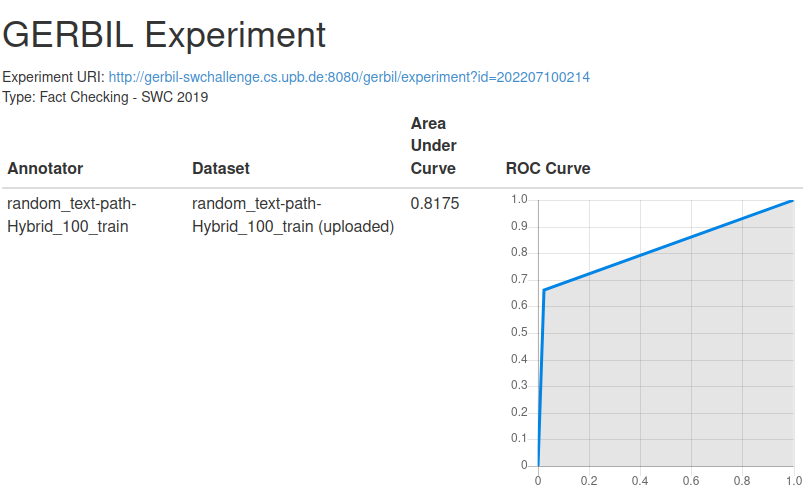 GERBIL Experiment
Experiment URI: http://gerbil-swchallenge.cs.upb.de:8080/gerbil/experiment?id=202207100214
Type: Fact Checking - SWC 2019
Annotator
Dataset
Area
Under
Curve
ROC Curve
random_text-path-
Hybrid_100_train
random_text-path-
Hybrid_100_train (uploaded)
0.8175
1.0
0.9
0.8
0.7
0.6
0.5
0.4
0.3
0.2
0.1
0
0 0.2 0.4 0.6 0.8 1.0